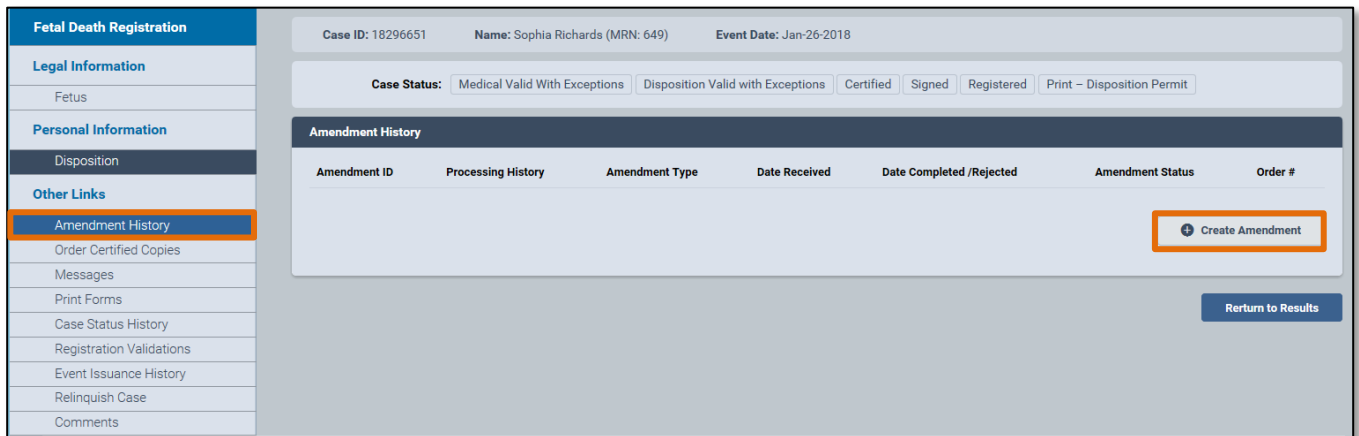 Fetal Death Registration
Legal Information
Fetus
Personal Information
Disposition
Other Links
Amendment History
Order Certified Copies
Messages
Print Forms
Case Status History
Registration Validations
Event Issuance History
Relinquish Case
Comments
Case ID: 18296651 Name: Sophia Richards (MRN: 649) Event Date: Jan-26-2018
Case Status: Medical Valid With Exceptions Disposition Valid with Exceptions Certified Signed Registered Print – Disposition Permit
Amendment History
Amendment ID Processing History Amendment Type Date Received Date Completed /Rejected Amendment Status Order #
Create Amendment
Rerturn to Results